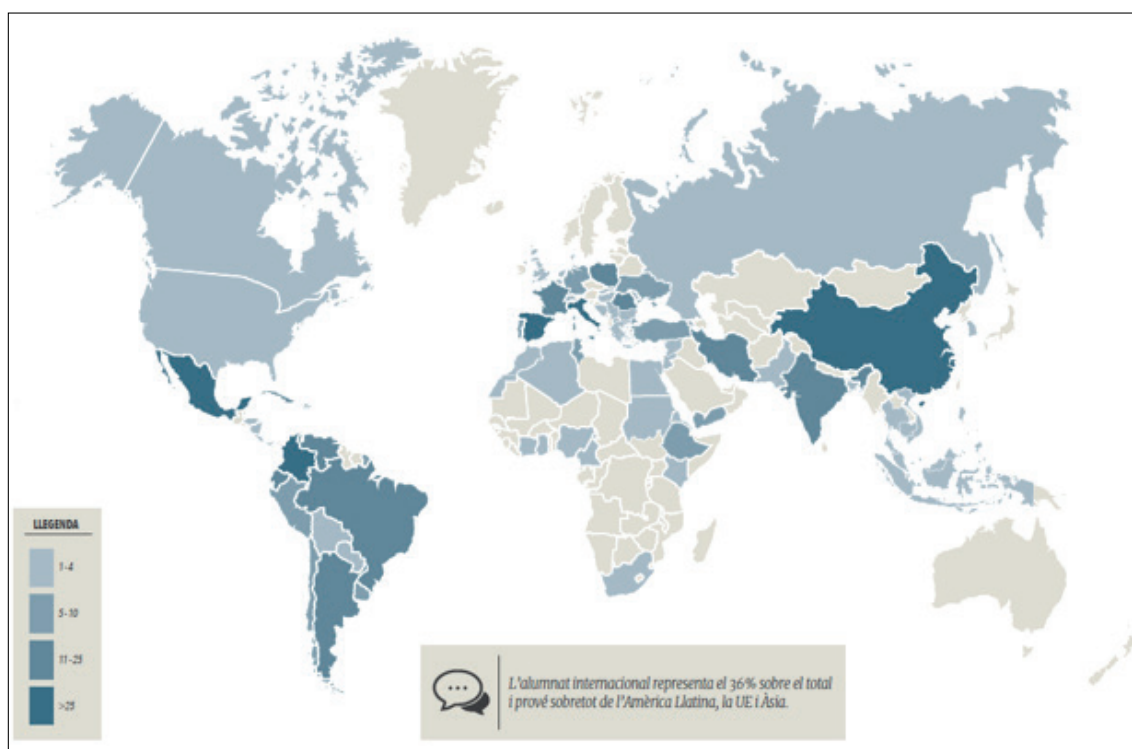 LLEGENDA
1-4
5-10
11-25
>25
L'alumnat internacional representa el 36% sobre el total
i prové sobretot de l'Amèrica Llatina, la UE i Àsia.